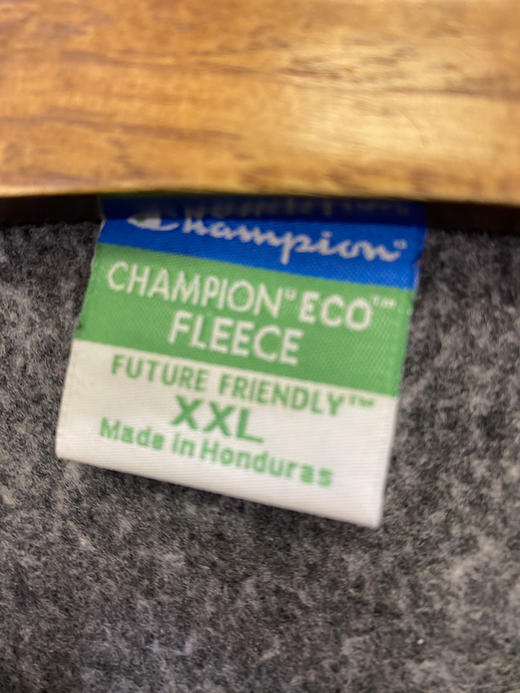 Champion®
CHAMPION® ECO™
FLEECE
FUTURE FRIENDLY™
XXL
Made in Honduras